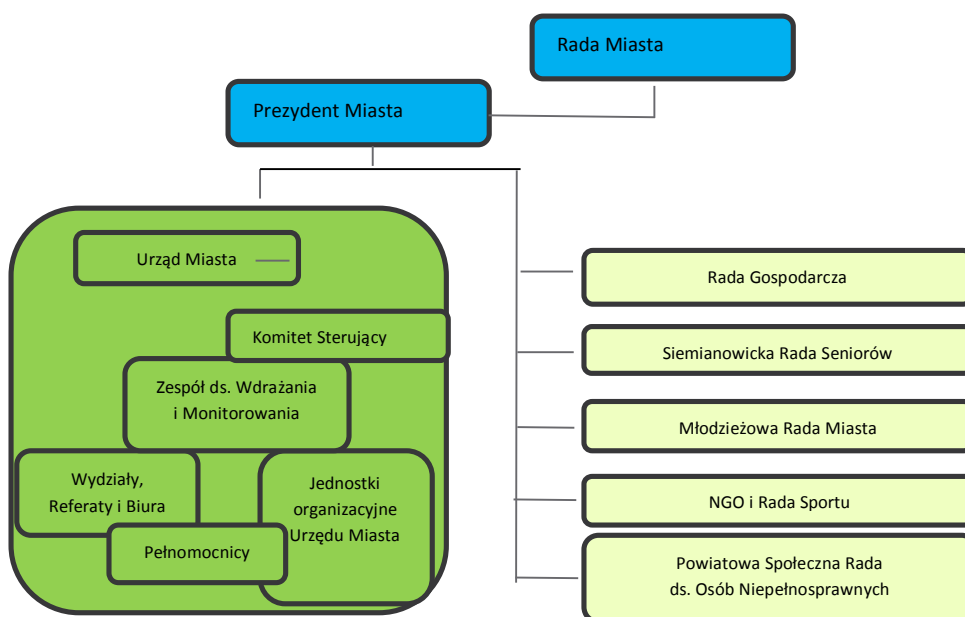 Rada Miasta
Prezydent Miasta
Urząd Miasta
Komitet Sterujący
Zespół ds. Wdrażania
i Monitorowania
Wydziały,
Referaty i Biura
Jednostki
organizacyjne
Urzędu Miasta
Pełnomocnicy
Rada Gospodarcza
Siemianowicka Rada Seniorów
Młodzieżowa Rada Miasta
NGO i Rada Sportu
Powiatowa Społeczna Rada
ds. Osób Niepełnosprawnych